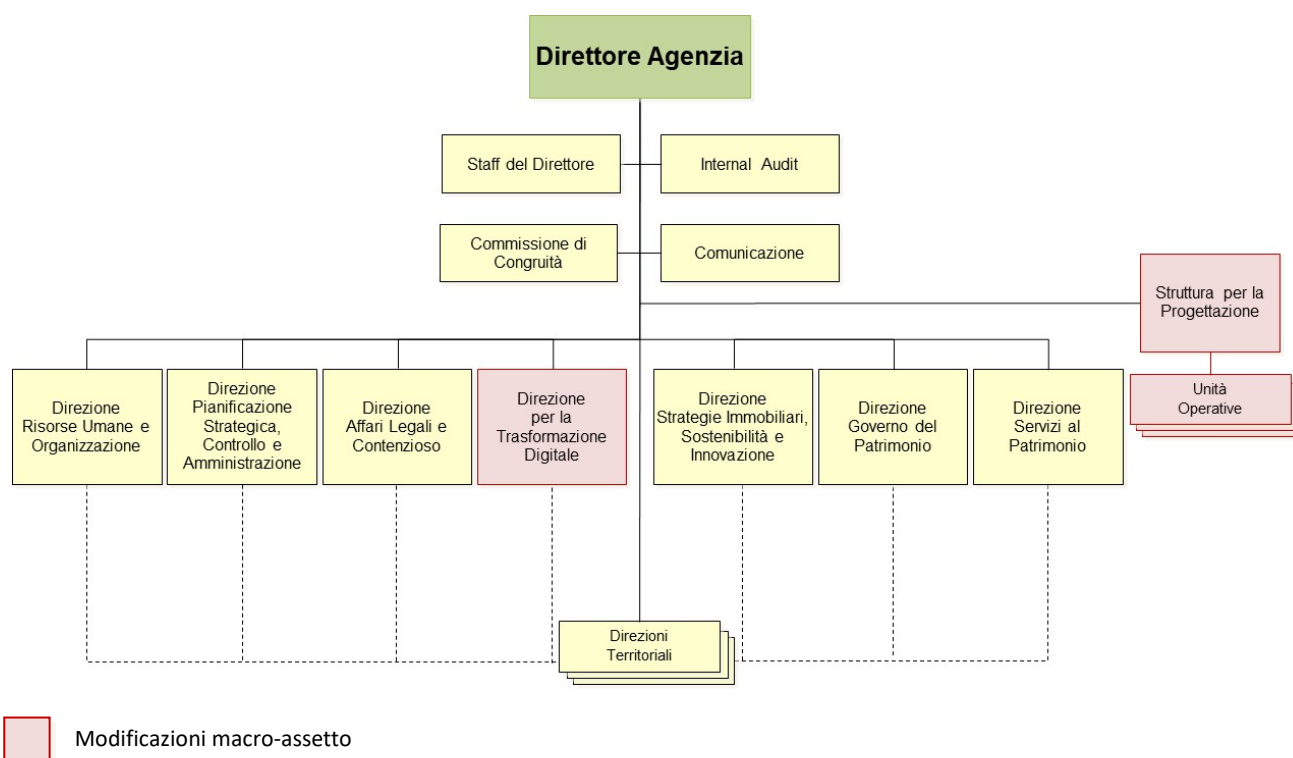 Direttore Agenzia
Staff del Direttore
Internal Audit
Commissione di
Congruità
Comunicazione
Struttura per la
Progettazione
Unità
Operative
Direzione
Risorse Umane e
Organizzazione
Direzione
Pianificazione
Strategica,
Controllo e
Amministrazione
Direzione
Affari Legali e
Contenzioso
Direzione
per la
Trasformazione
Digitale
Direzione
Strategie Immobiliari,
Sostenibilità e
Innovazione
Direzione
Governo del
Patrimonio
Direzione
Servizi al
Patrimonio
Direzioni
Territoriali
Modificazioni macro-assetto